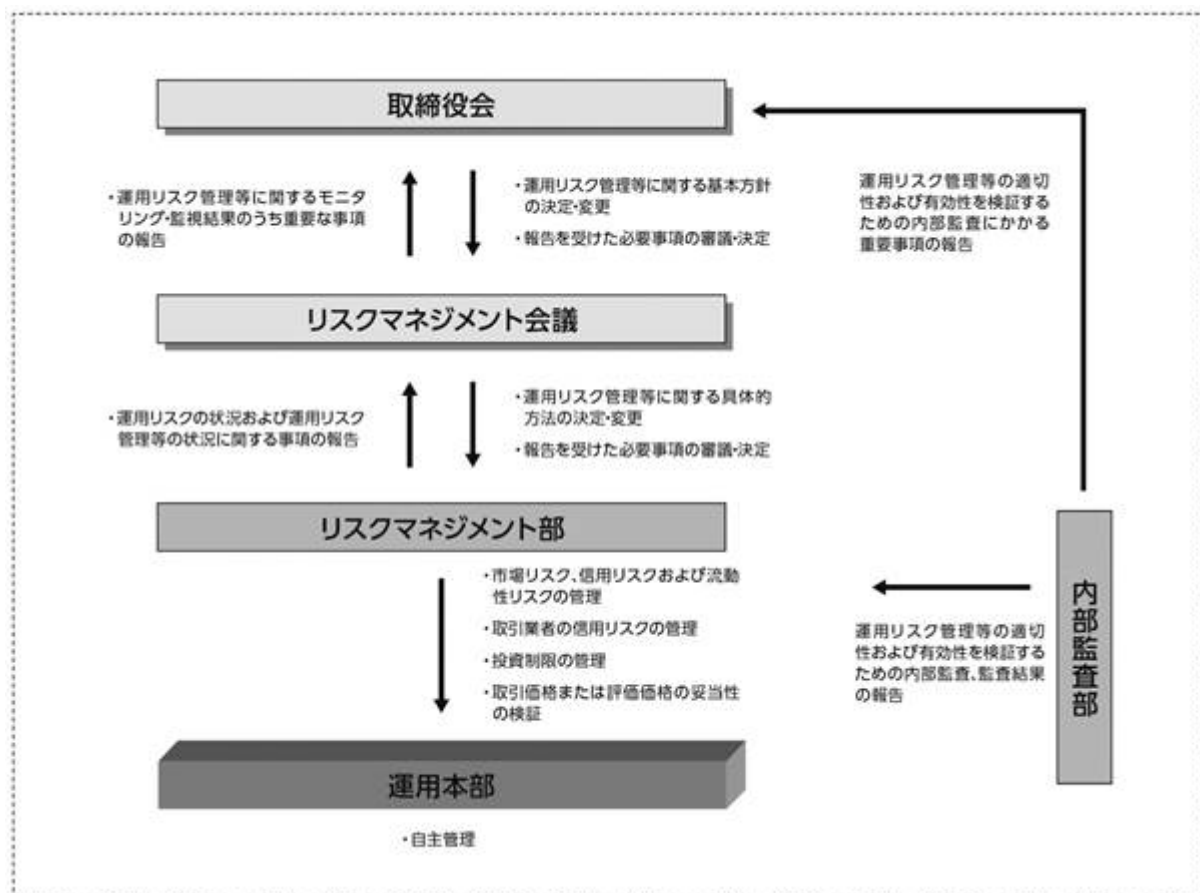 取締役会
・運用リスク管理等に関するモニタ
リング・監視結果のうち重要な事項
の報告
・運用リスク管理等に関する基本方針
の決定・変更
・報告を受けた必要事項の審議・決定
運用リスク管理等の適切
性および有効性を検証する
ための内部監査にかかる
重要事項の報告
リスクマネジメント会議
・運用リスクの状況および運用リスク
管理等の状況に関する事項の報告
・運用リスク管理等に関する具体的
方法の決定・変更
・報告を受けた必要事項の審議・決定
リスクマネジメント部
・市場リスク、信用リスクおよび流動
性リスクの管理
・取引業者の信用リスクの管理
・投資制限の管理
・取引価格または評価価格の妥当性
の検証
運用リスク管理等の適切
性および有効性を検証する
ための内部監査、監査結果
の報告
内部監査部
運用本部
・自主管理